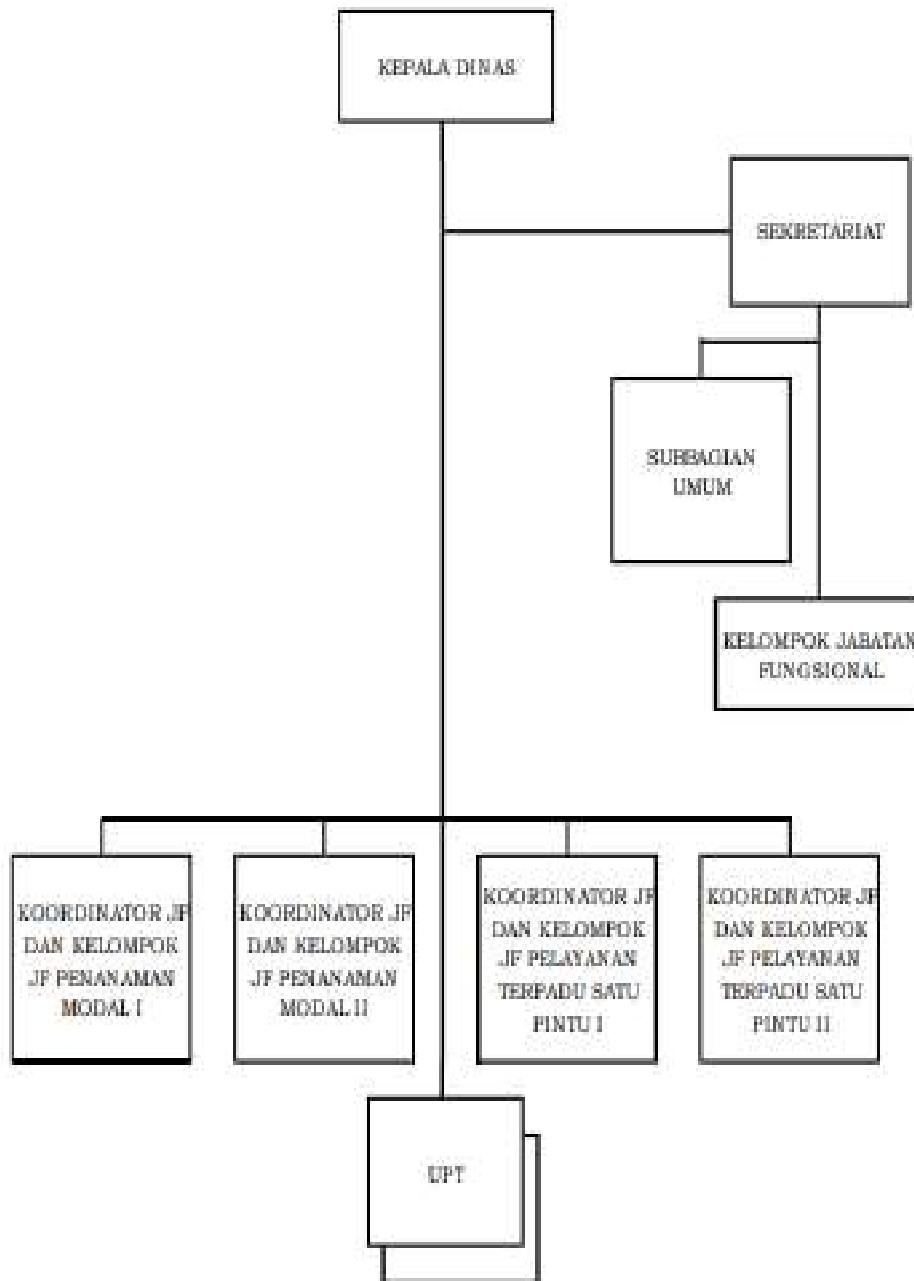 KEPALA DINAS
SEKRETARIAT
SUBBAGIAN
UMUM
KELOMPOK JABATAN
FUNGSIONAL
KOORDINATOR JF
DAN KELOMPOK
JF PENANAMAN
MODAL I
KOORDINATOR JF
DAN KELOMPOK
JF PENANAMAN
MODAL II
KOORDINATOR JF
DAN KELOMPOK
JF PELAYANAN
TERPADU SATU
PINTU I
KOORDINATOR JF
DAN KELOMPOK
JF PELAYANAN
TERPADU SATU
PINTU II
UPT